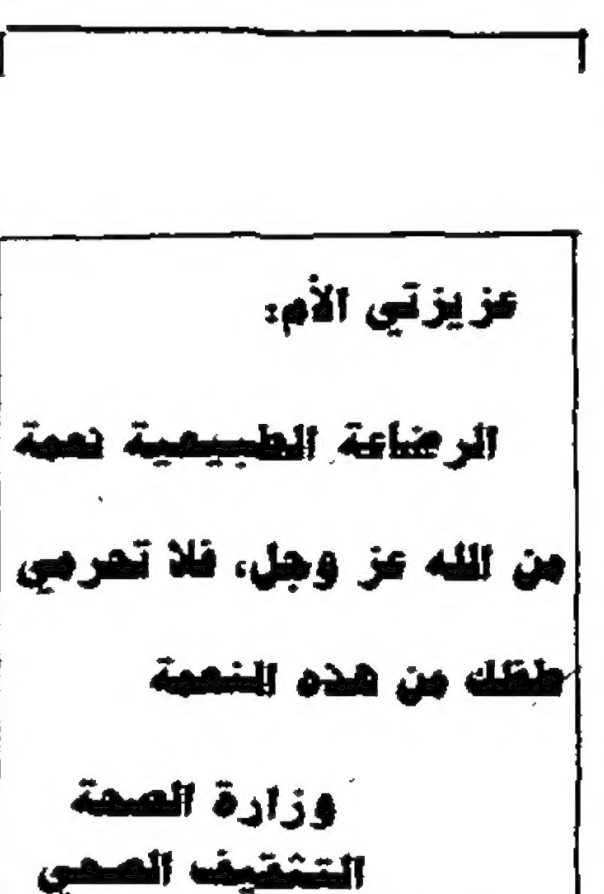 عزيزتي الأم:
الرضاعة الطبيعية نعمة
من الله عز وجل، فلا تحرمي
طفلك من هذه النعمة
وزارة الصحة
التثقيف الصحي